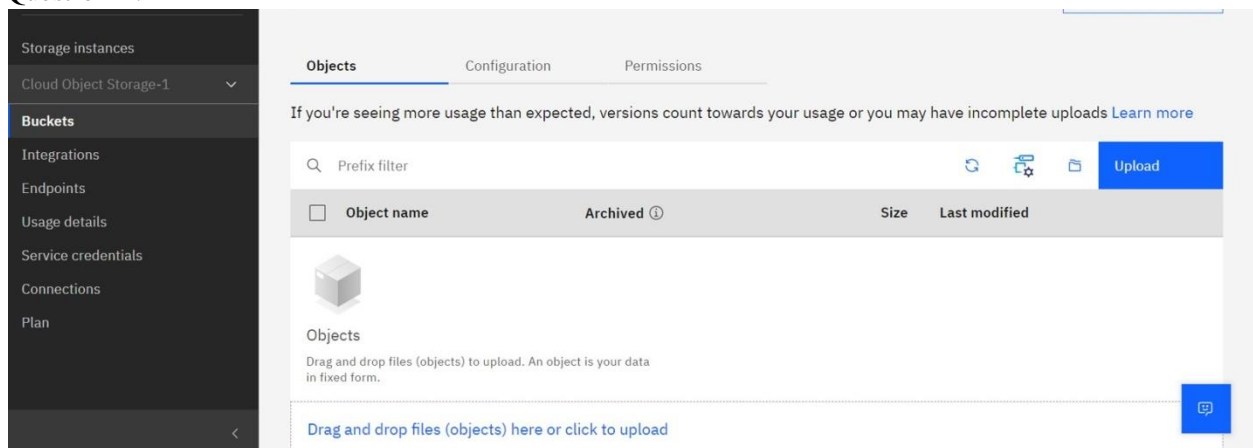 Storage instances
Cloud Object Storage-1
Buckets
Integrations
Endpoints
Usage details
Service credentials
Connections
Plan
Objects Configuration Permissions
If you're seeing more usage than expected, versions count towards your usage or you may have incomplete uploads Learn more
Prefix filter Upload
Object name Archived Size Last modified
Objects
Drag and drop files (objects) to upload. An object is your data
in fixed form.
Drag and drop files (objects) here or click to upload